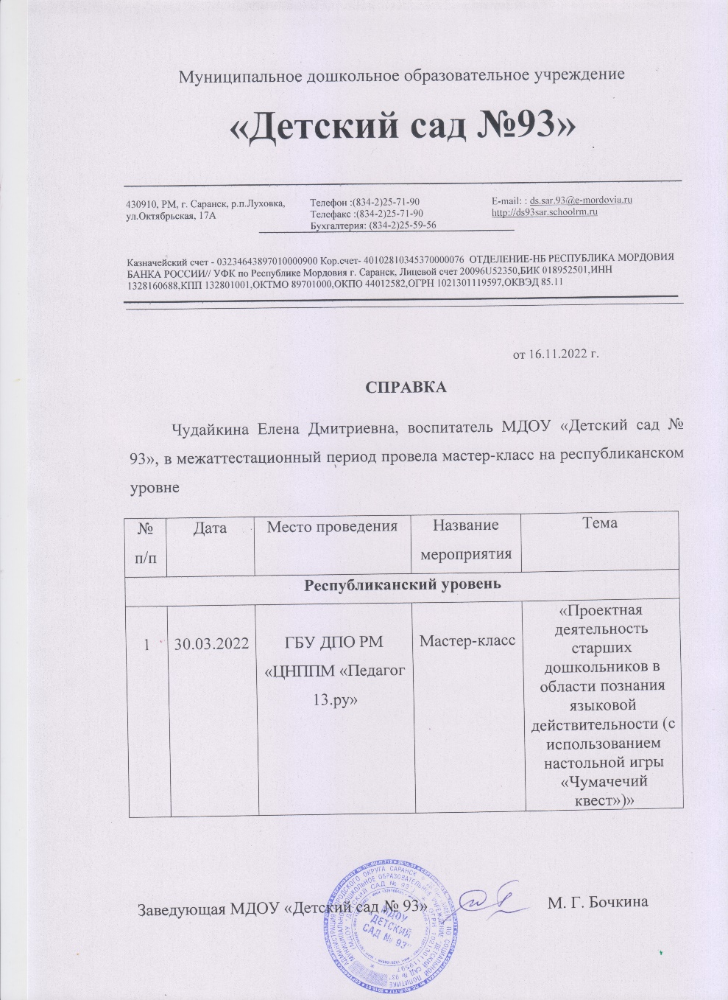 Муниципальное дошкольное образовательное учреждение
«Детский сад №93»
430910, РМ, г. Саранск, р.п.Луховка,
ул.Октябрьская, 17А
Телефон :(834-2)25-71-90
Телефакс :(834-2)25-71-90
Бухгалтерия: (834-2)25-59-56
E-mail: : ds.sar.93@e-mordovia.ru
http://ds93sar.schoolrm.ru
Казначейский счет - 03234643897010000900 Кор.счет- 40102810345370000076 ОТДЕЛЕНИЕ-НБ РЕСПУБЛИКА МОРДОВИЯ
БАНКА РОССИИ// УФК по Республике Мордовия г. Саранск, Лицевой счет 20096U52350,БИК 018952501,ИНН
1328160688,КПП 132801001,ОКТМО 89701000,ОКПО 44012582,ОГРН 1021301119597,ОКВЭД 85.11
от 16.11.2022 г.
СПРАВКА
Чудайкина Елена Дмитриевна, воспитатель МДОУ «Детский сад №
93», в межаттестационный период провела мастер-класс на республиканском
уровне
№
п/п
Дата
Место проведения
Название
мероприятия
Тема
Республиканский уровень
1
30.03.2022
ГБУ ДПО РМ
«ЦНППМ «Педагог
13.ру»
Мастер-класс
«Проектная
деятельность
старших
дошкольников в
области познания
языковой
действительности (с
использованием
настольной игры
«Чумачечий
квест»)»
Заведующая МДОУ «Детский сад № 93»
М. Г. Бочкина
МДОУ
"ДЕТСКИЙ
САД № 93"